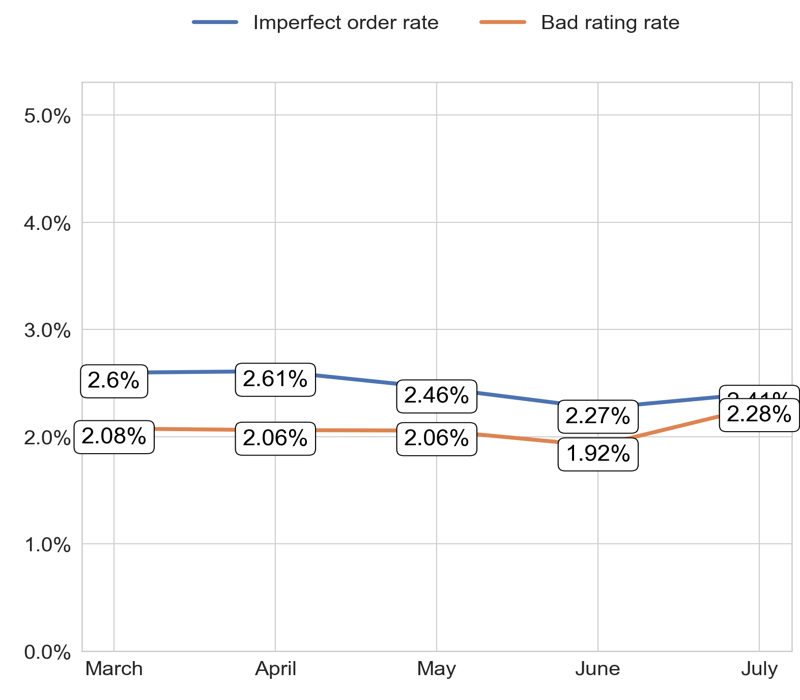 Imperfect order rate Bad rating rate
5.0%
4.0%
3.0%
2.6% 2.61% 2.46% 2.27% 2.41%
2.0% 2.08% 2.06% 2.06% 1.92% 2.28%
1.0%
0.0%
March April May June July